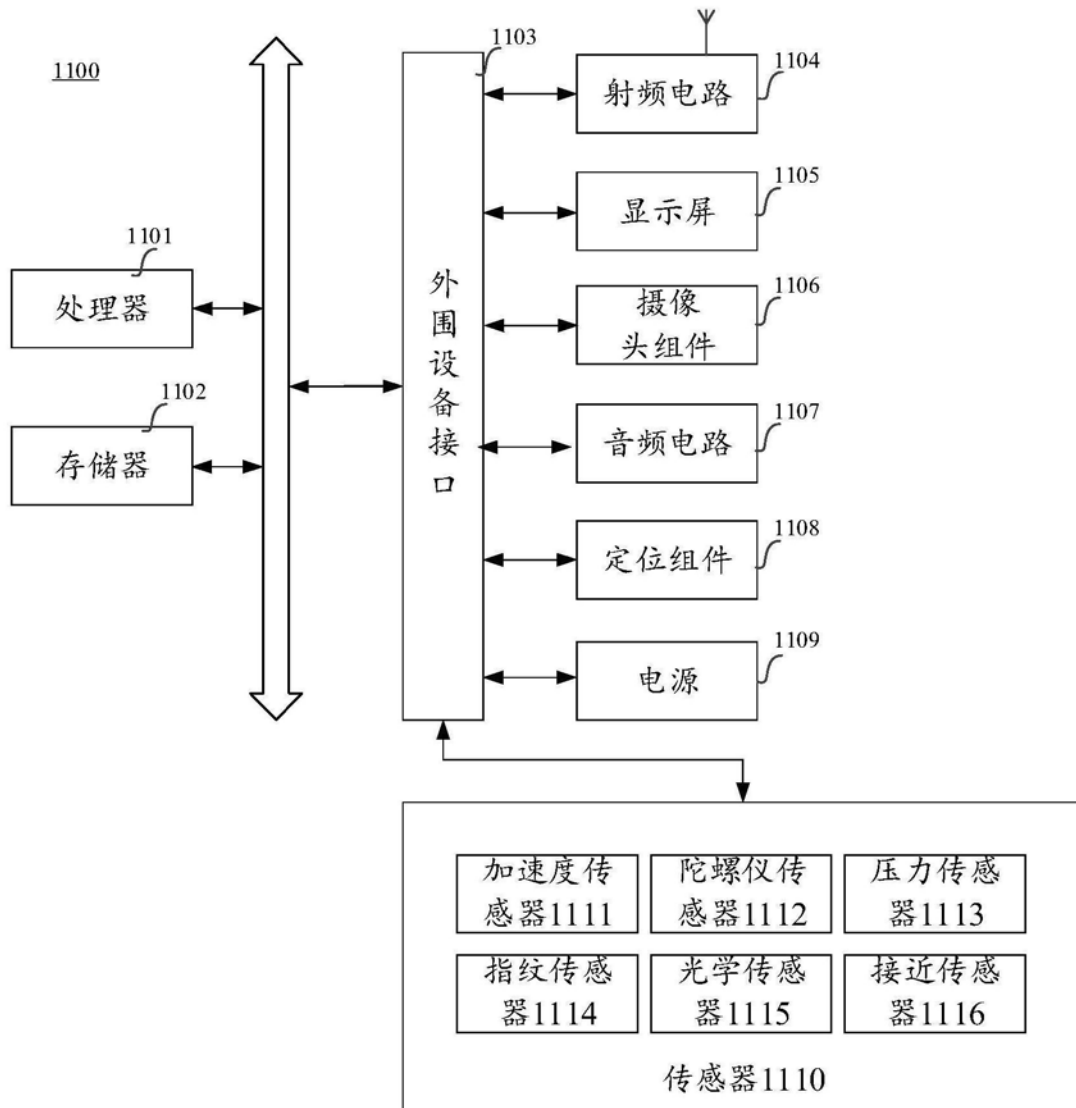 1100
1101
处理器
1102
存储器
1103
外围设备接口
1104
射频电路
1105
显示屏
1106
摄像
头组件
1107
音频电路
1108
定位组件
1109
电源
加速度传
感器1111
陀螺仪传
感器1112
压力传感
器1113
指纹传感
器1114
光学传感
器1115
接近传感
器1116
传感器1110